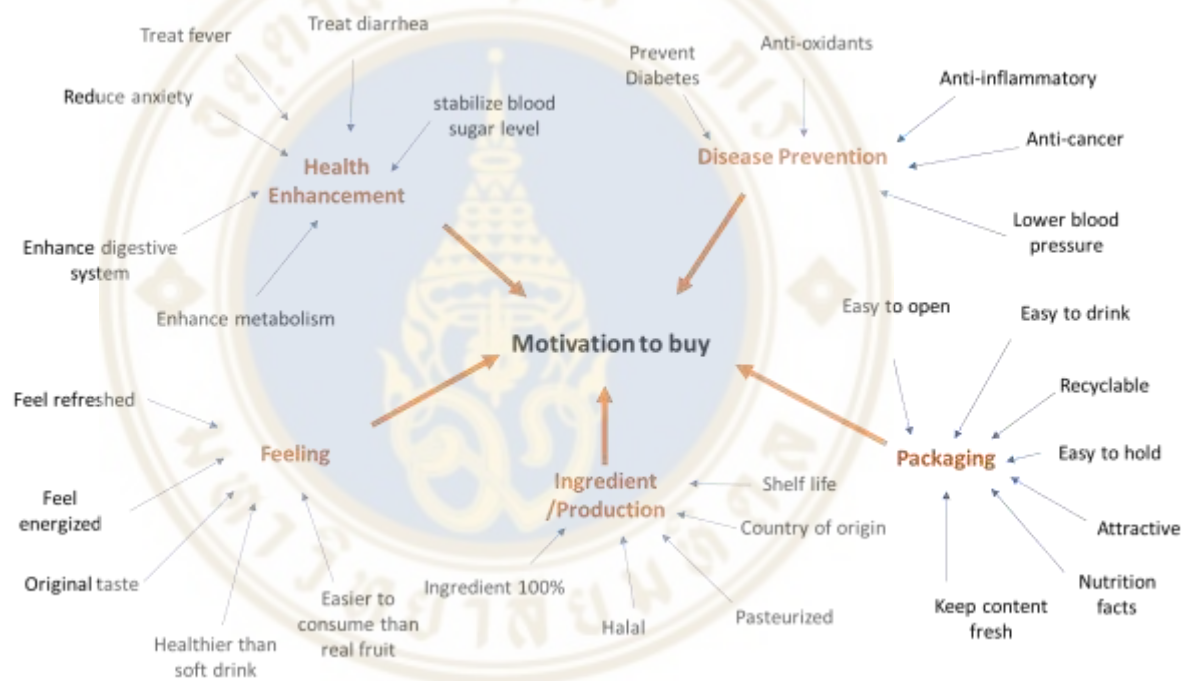 Treat fever
Treat diarrhea
Reduce anxiety
stabilize blood
sugar level
Health
Enhancement
Enhance digestive
system
Enhance metabolism
Prevent
Diabetes
Anti-oxidants
Anti-inflammatory
Anti-cancer
Disease Prevention
Lower blood
pressure
Motivation to buy
Feel refreshed
Feeling
Feel
energized
Original taste
Healthier than
soft drink
Easier to
consume than
real fruit
Ingredient
/Production
Shelf life
Country of origin
Ingredient 100%
Halal
Pasteurized
Easy to open
Easy to drink
Recyclable
Packaging
Easy to hold
Attractive
Nutrition
facts
Keep content
fresh